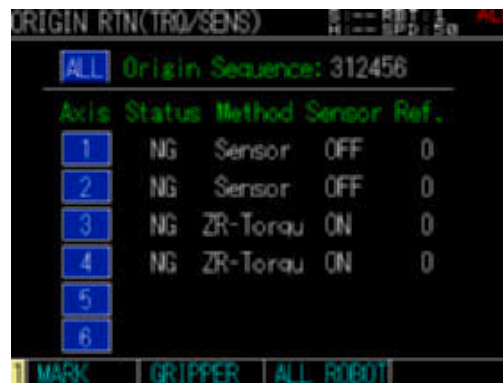 ORIGIN RTN(TRQ/SENS)
ALL Origin Sequence: 312456
Axis Status Method Sensor Ref.
1 NG Sensor OFF 0
2 NG Sensor OFF 0
3 NG ZR-Torqu ON 0
4 NG ZR-Torqu ON 0
5
6
1 MARK GRIPPER ALL ROBOT